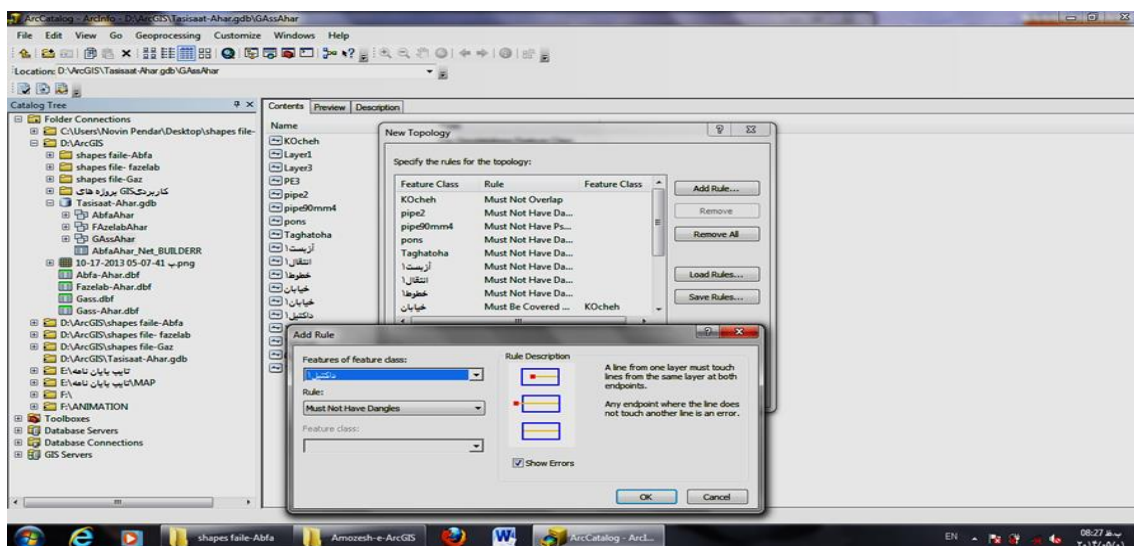 ArcCatalog - ArcInfo - D:\ArcGIS\Tasisaat-Ahar.gdb\GAssAhar
File Edit View Go Geoprocessing Customize Windows Help
Location: D:\ArcGIS\Tasisaat-Ahar.gdb\GAssAhar
Catalog Tree
Folder Connections
C:\Users\Novin Pendar\Desktop\shapes file-
D:\ArcGIS
shapes faile-Abfa
shapes file- fazelab
shapes file-Gaz
کاربردیGIS پروژه های
Tasisaat-Ahar.gdb
AbfaAhar
FAzelabAhar
GAssAhar
AbfaAhar_Net_BUILDERR
10-17-2013 05-07-41 ب.png
Abfa-Ahar.dbf
Fazelab-Ahar.dbf
Gass.dbf
Gass-Ahar.dbf
D:\ArcGIS\shapes faile-Abfa
D:\ArcGIS\shapes file- fazelab
D:\ArcGIS\shapes file-Gaz
D:\ArcGIS\Tasisaat-Ahar.gdb
E:\تایپ پایان نامه
E:\تایپ پایان نامه\MAP
F:\
F:\ANIMATION
Toolboxes
Database Servers
Database Connections
GIS Servers
Contents Preview Description
Name
KOcheh
Layer1
Layer3
PE3
pipe2
pipe90mm4
pons
Taghatoha
آزبست۱
انتقال۱
خطوط۱
خیابان
خیابان۱
داکتیل۱
New Topology
Specify the rules for the topology:
Feature Class Rule Feature Class
KOcheh Must Not Overlap
pipe2 Must Not Have Da...
pipe90mm4 Must Not Have Ps...
pons Must Not Have Da...
Taghatoha Must Not Have Da...
آزبست۱ Must Not Have Da...
انتقال۱ Must Not Have Da...
خطوط۱ Must Not Have Da...
خیابان Must Be Covered ... KOcheh
Add Rule...
Remove
Remove All
Load Rules...
Save Rules...
Add Rule
Features of feature class:
داکتیل۱
Rule:
Must Not Have Dangles
Feature class:
Rule Description
A line from one layer must touch
lines from the same layer at both
endpoints.
Any endpoint where the line does
not touch another line is an error.
Show Errors
OK Cancel
shapes faile-Abfa Amozesh-e-ArcGIS ArcCatalog - ArcI... EN 08:27 ب.ظ